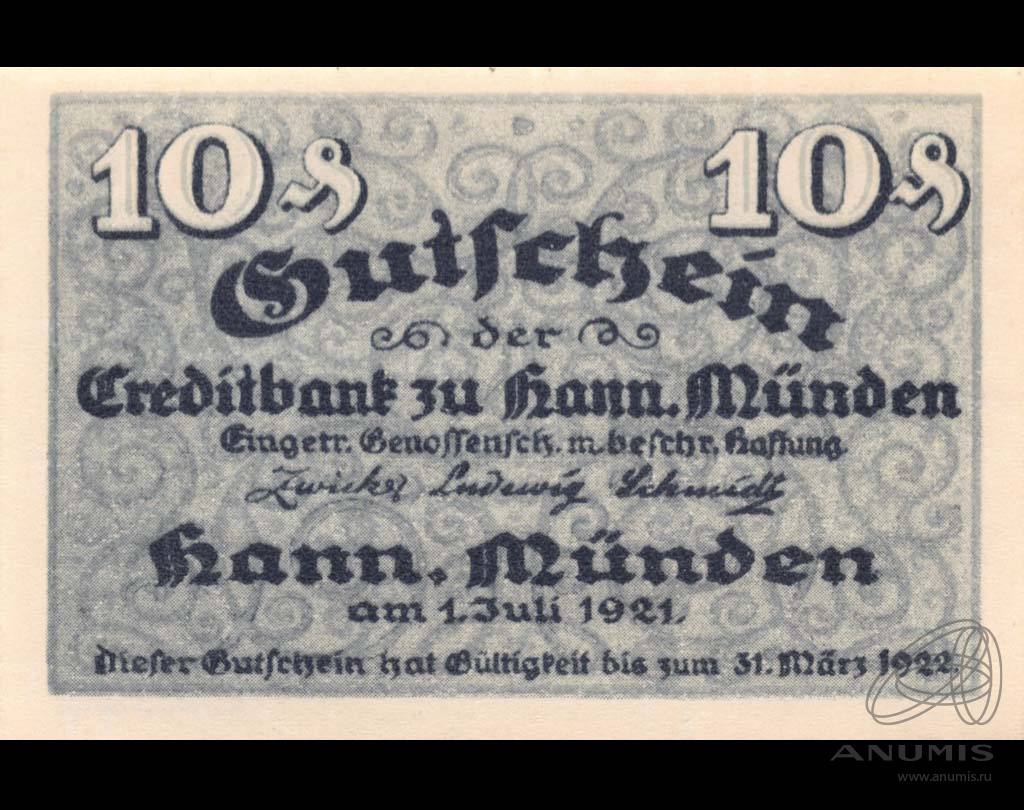 10 ₰ 10 ₰
Gutschein
der
Creditbank zu Hann. Münden
Eingetr. Genossensch. m. beschr. Haftung
Zwicker Ludewig Schmidt
Hann. Münden
am 1. Juli 1921.
Dieser Gutschein hat Gültigkeit bis zum 31. März 1922.
ANUMIS
www.anumis.ru